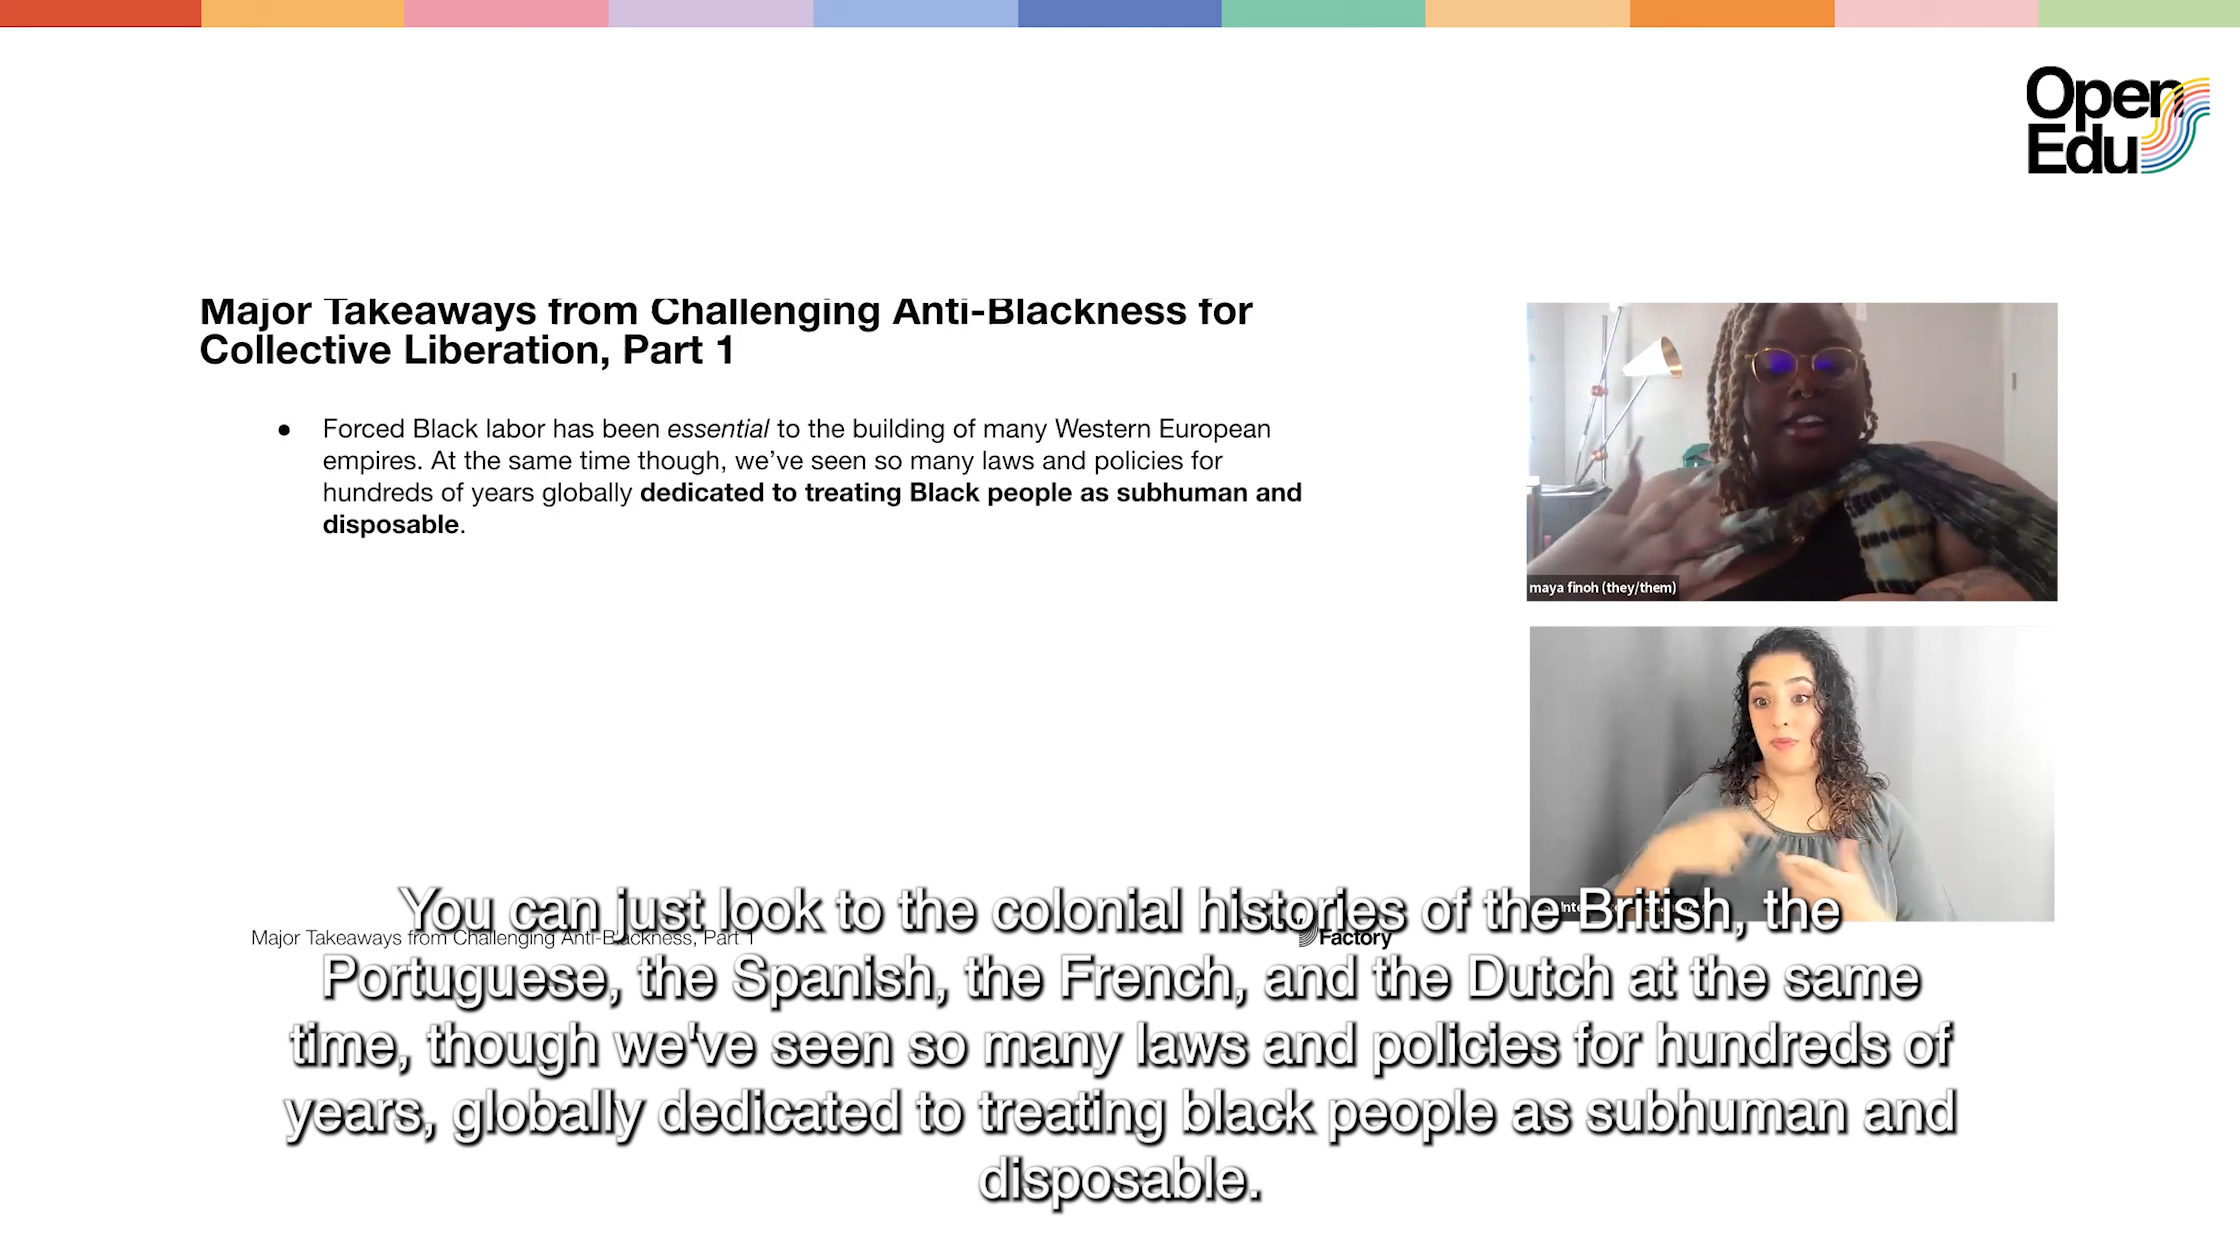 Open
Edu
Major Takeaways from Challenging Anti-Blackness for
Collective Liberation, Part 1
● Forced Black labor has been essential to the building of many Western European
empires. At the same time though, we've seen so many laws and policies for
hundreds of years globally dedicated to treating Black people as subhuman and
disposable.
maya finoh (they/them)
Major Takeaways from Challenging Anti-Blackness, Part 1
Factory
You can just look to the colonial histories of the British, the
Portuguese, the Spanish, the French, and the Dutch at the same
time, though we've seen so many laws and policies for hundreds of
years, globally dedicated to treating black people as subhuman and
disposable.